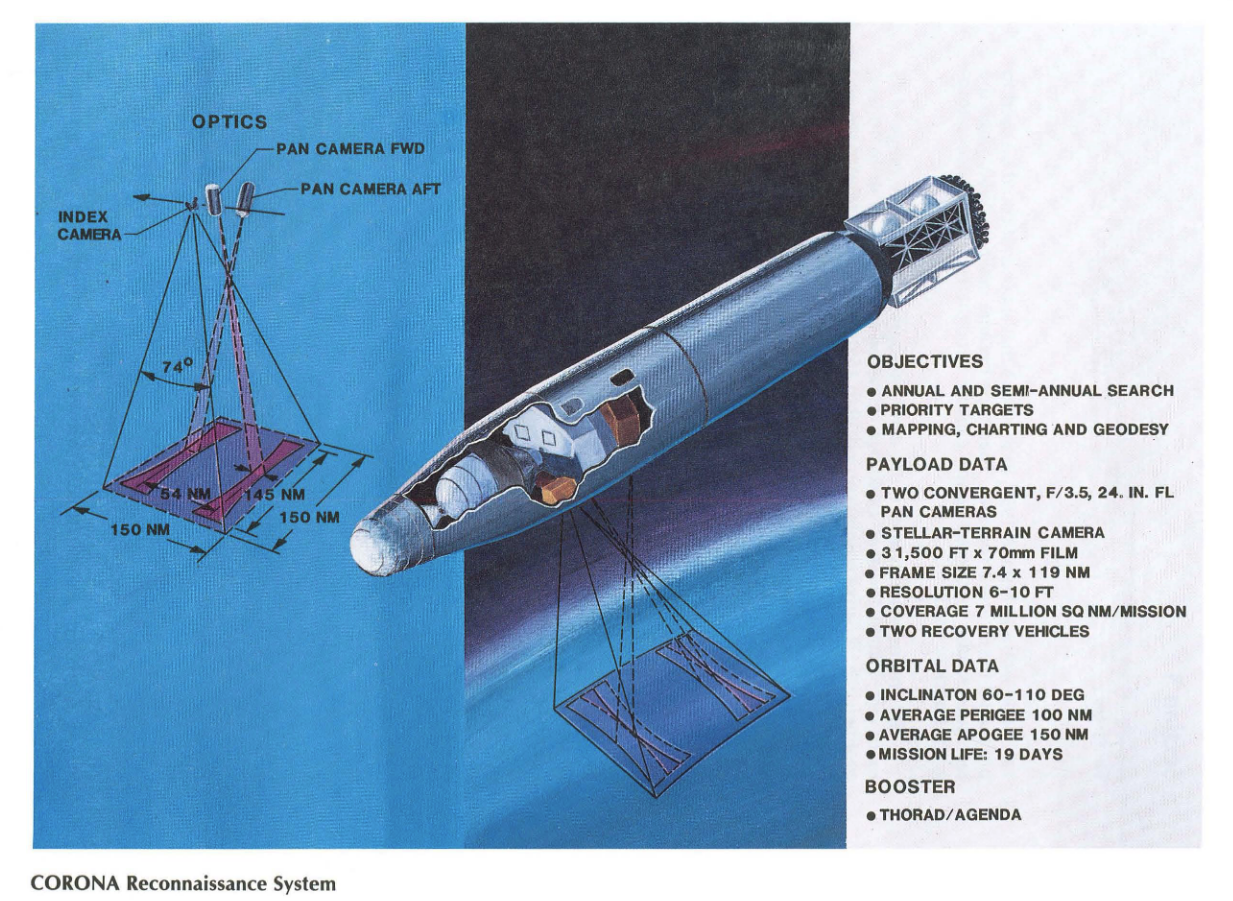 OPTICS
PAN CAMERA FWD
PAN CAMERA AFT
INDEX
CAMERA
74°
54 NM
145 NM
150 NM
150 NM
OBJECTIVES
● ANNUAL AND SEMI-ANNUAL SEARCH
● PRIORITY TARGETS
● MAPPING, CHARTING AND GEODESY
PAYLOAD DATA
● TWO CONVERGENT, F/3.5, 24. IN. FL
PAN CAMERAS
● STELLAR-TERRAIN CAMERA
● 31,500 FT x 70mm FILM
● FRAME SIZE 7.4 x 119 NM
● RESOLUTION 6-10 FT
● COVERAGE 7 MILLION SQ NM/MISSION
● TWO RECOVERY VEHICLES
ORBITAL DATA
● INCLINATON 60-110 DEG
● AVERAGE PERIGEE 100 NM
● AVERAGE APOGEE 150 NM
● MISSION LIFE: 19 DAYS
BOOSTER
● THORAD/AGENDA
CORONA Reconnaissance System